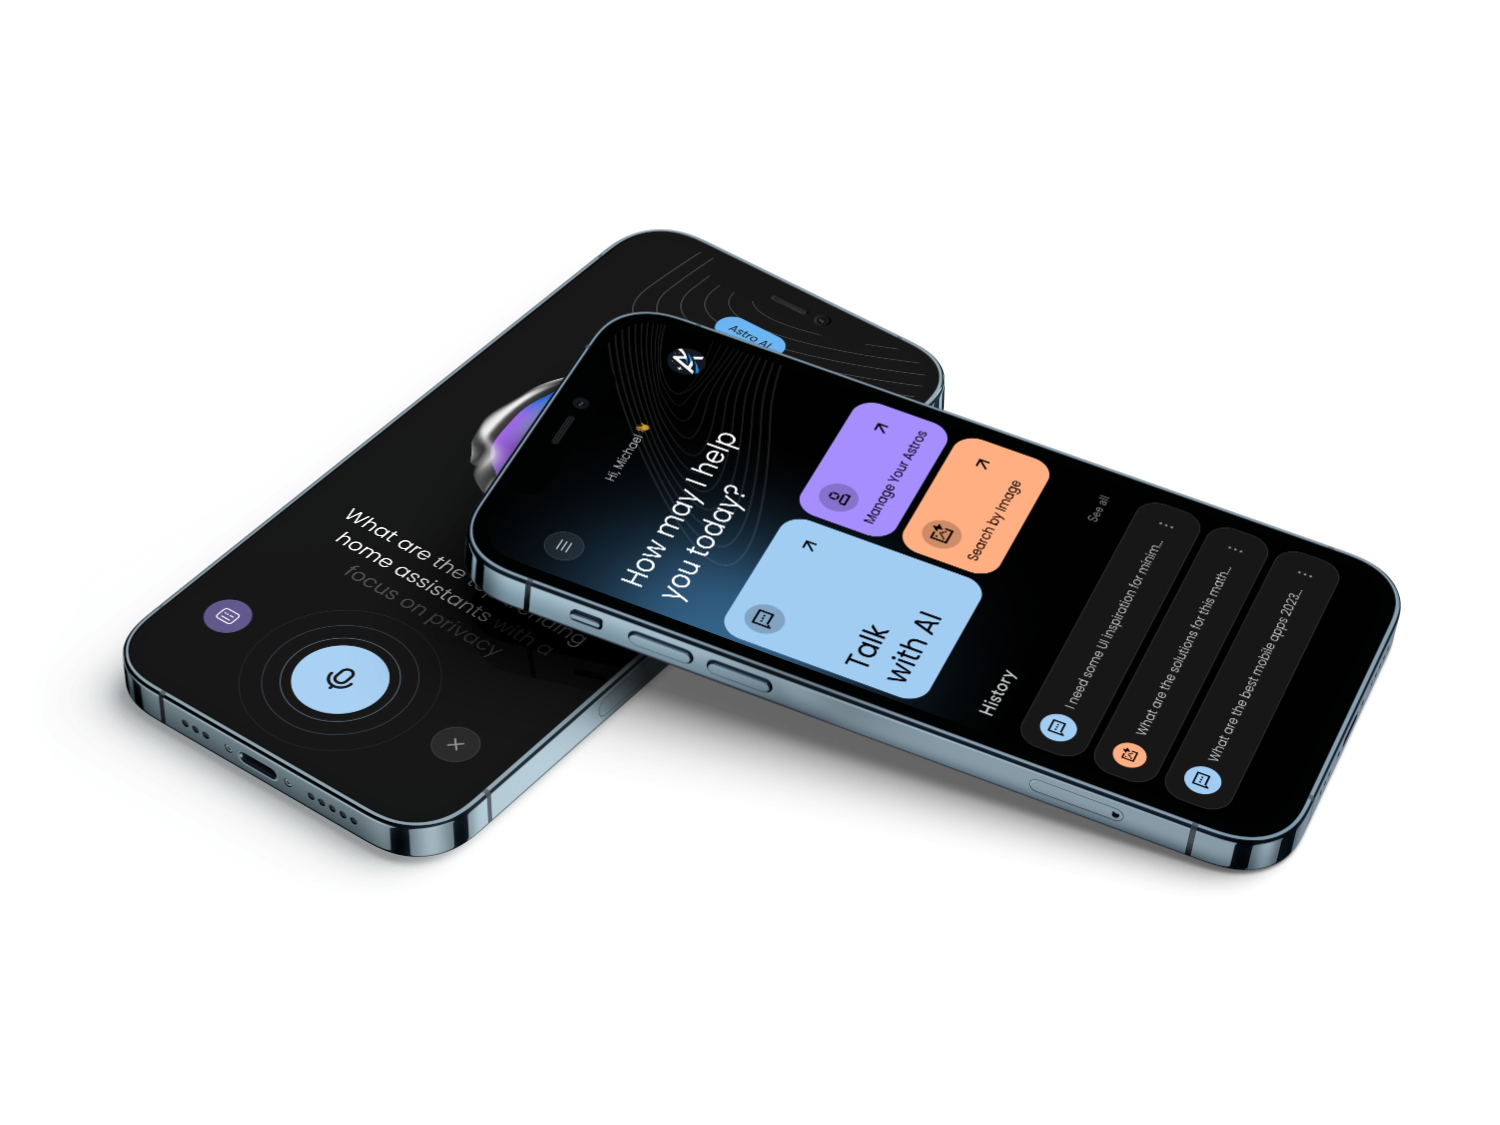 Astro AI
What are the
home assistants with a
focus on privacy
Hi, Michael 👋
How may I help
you today?
Talk
with AI
Manage Your Astros
Search by Image
History
See all
I need some UI inspiration for minim...
What are the solutions for this math...
What are the best mobile apps 2023...